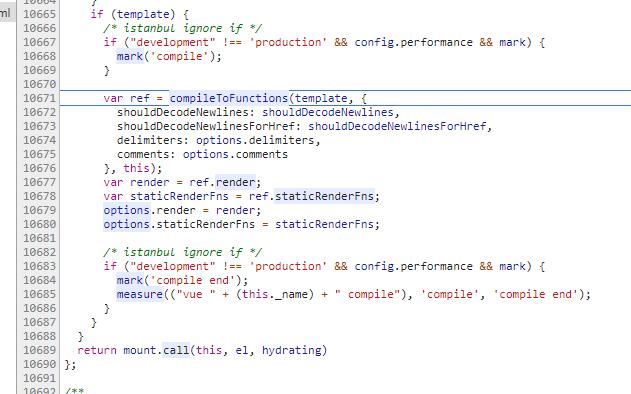 ml
10664 }
10665 if (template) {
10666 /* istanbul ignore if */
10667 if ("development" !== 'production' && config.performance && mark) {
10668 mark('compile');
10669 }
10670
10671 var ref = compileToFunctions(template, {
10672 shouldDecodeNewlines: shouldDecodeNewlines,
10673 shouldDecodeNewlinesForHref: shouldDecodeNewlinesForHref,
10674 delimiters: options.delimiters,
10675 comments: options.comments
10676 }, this);
10677 var render = ref.render;
10678 var staticRenderFns = ref.staticRenderFns;
10679 options.render = render;
10680 options.staticRenderFns = staticRenderFns;
10681
10682 /* istanbul ignore if */
10683 if ("development" !== 'production' && config.performance && mark) {
10684 mark('compile end');
10685 measure(("vue " + (this._name) + " compile"), 'compile', 'compile end');
10686 }
10687 }
10688 }
10689 return mount.call(this, el, hydrating)
10690 };
10691
10692 /**